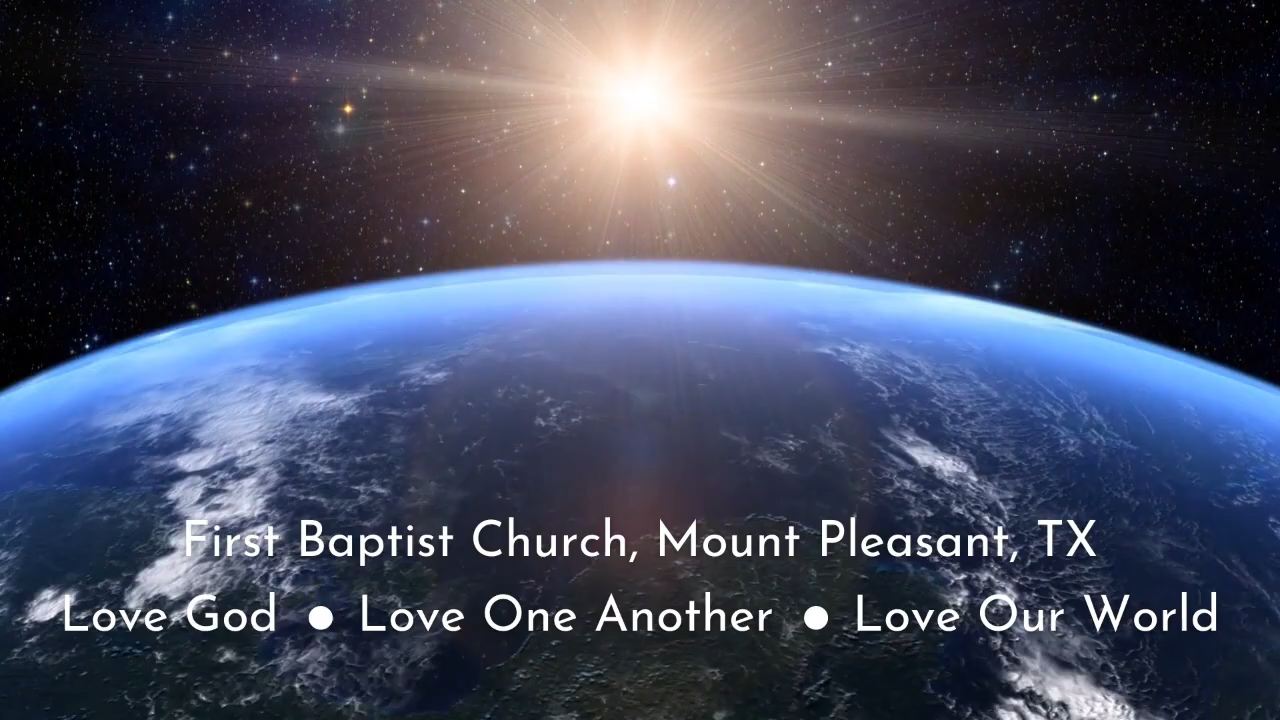 First Baptist Church, Mount Pleasant, TX
Love God ● Love One Another ● Love Our World